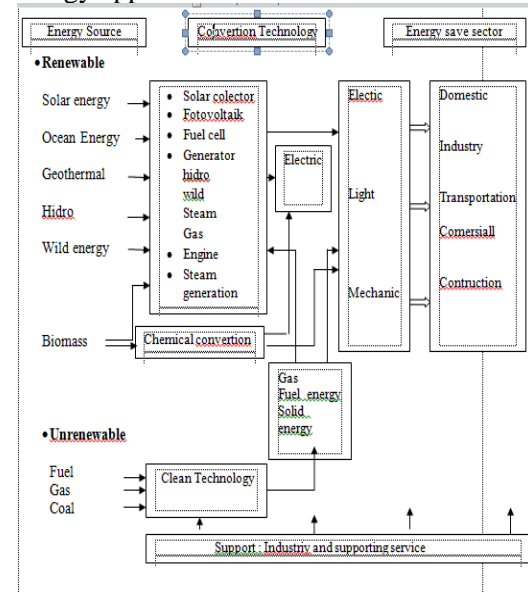 Energy Source
Convertion Technology
Energy save sector
•Renewable
Solar energy
Ocean Energy
Geothermal
Hidro
Wild energy
Biomass
• Solar colector
• Fotovoltaik
• Fuel cell
• Generator
hidro
wild
Steam
Gas
• Engine
• Steam
generation
Electric
Chemical convertion
Electic
Light
Mechanic
Domestic
Industry
Transportation
Comersiall
Contruction
Gas
Fuel energy
Solid
energy
•Unrenewable
Fuel
Gas
Coal
Clean Technology
Support : Industriy and supporting service